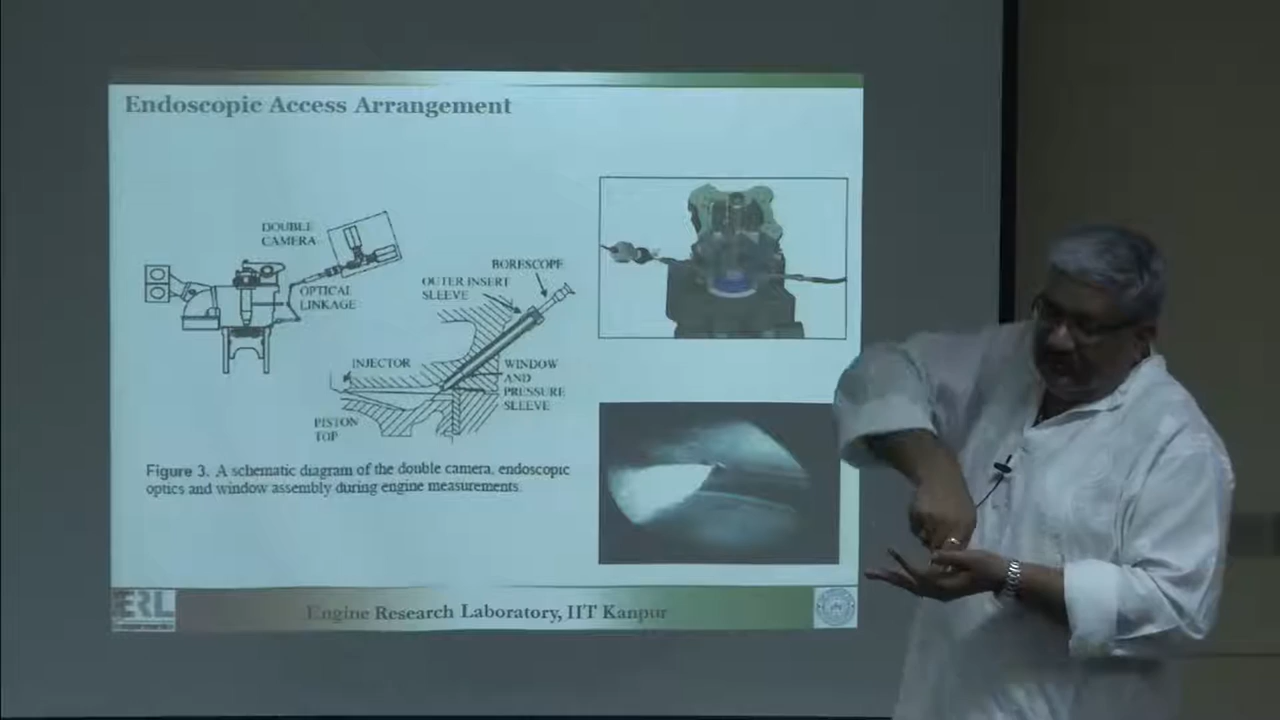 Endoscopic Access Arrangement
DOUBLE
CAMERA
OPTICAL
LINKAGE
BORESCOPE
OUTER INSERT
SLEEVE
INJECTOR
WINDOW
AND
PRESSURE
SLEEVE
PISTON
TOP
Figure 3. A schematic diagram of the double camera, endoscopic
optics and window assembly during engine measurements.
ERL
Engine Research Laboratory, IIT Kanpur